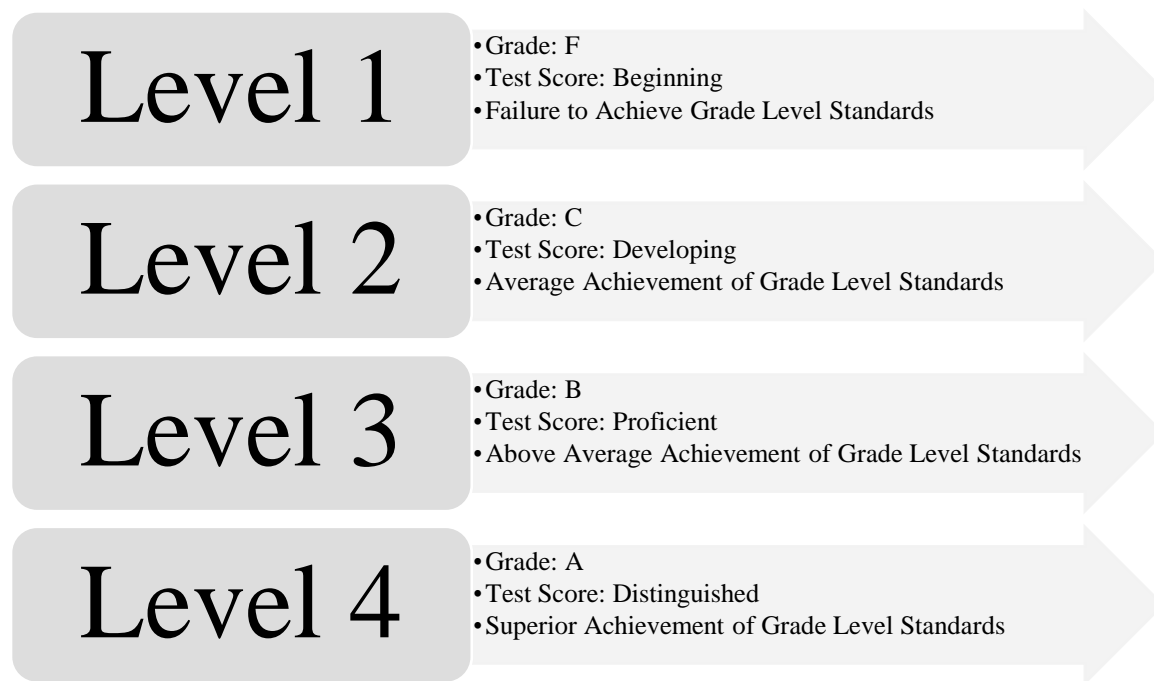 Level 1
•Grade: F
•Test Score: Beginning
•Failure to Achieve Grade Level Standards
Level 2
•Grade: C
•Test Score: Developing
•Average Achievement of Grade Level Standards
Level 3
•Grade: B
•Test Score: Proficient
•Above Average Achievement of Grade Level Standards
Level 4
•Grade: A
•Test Score: Distinguished
•Superior Achievement of Grade Level Standards